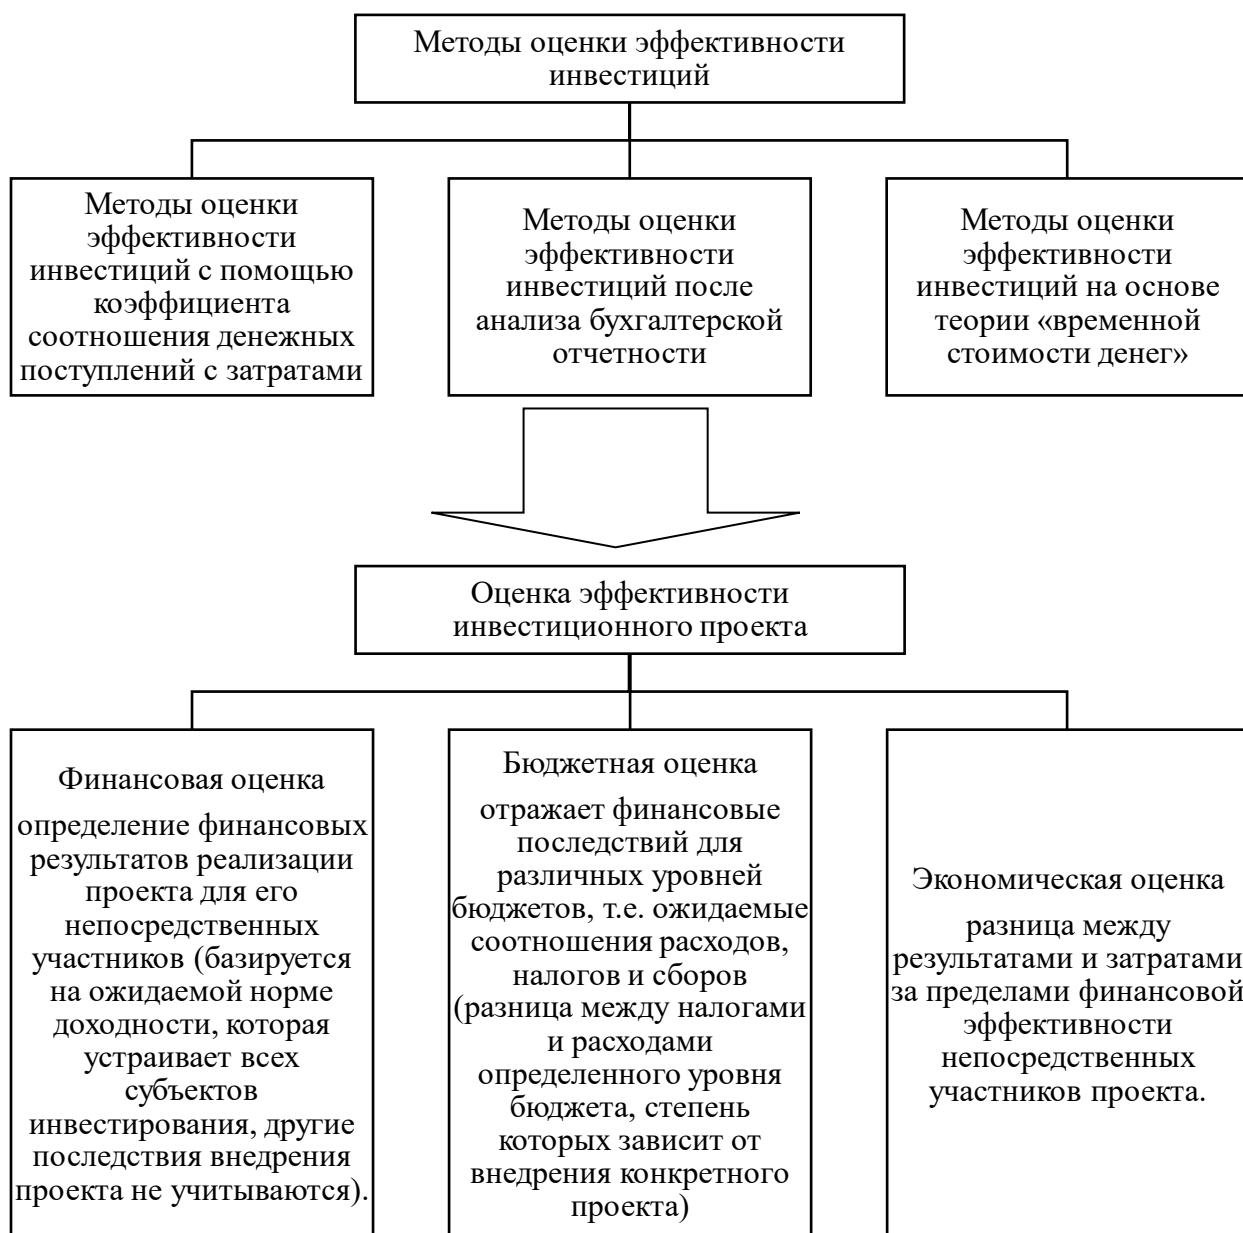 Методы оценки эффективности
инвестиций
Методы оценки
эффективности
инвестиций с помощью
коэффициента
соотношения денежных
поступлений с затратами
Методы оценки
эффективности
инвестиций после
анализа бухгалтерской
отчетности
Методы оценки
эффективности
инвестиций на основе
теории «временной
стоимости денег»
Оценка эффективности
инвестиционного проекта
Финансовая оценка
определение финансовых
результатов реализации
проекта для его
непосредственных
участников (базируется
на ожидаемой норме
доходности, которая
устраивает всех
субъектов
инвестирования, другие
последствия внедрения
проекта не учитываются).
Бюджетная оценка
отражает финансовые
последствий для
различных уровней
бюджетов, т.е. ожидаемые
соотношения расходов,
налогов и сборов
(разница между налогами
и расходами
определенного уровня
бюджета, степень
которых зависит от
внедрения конкретного
проекта)
Экономическая оценка
разница между
результатами и затратами
за пределами финансовой
эффективности
непосредственных
участников проекта.